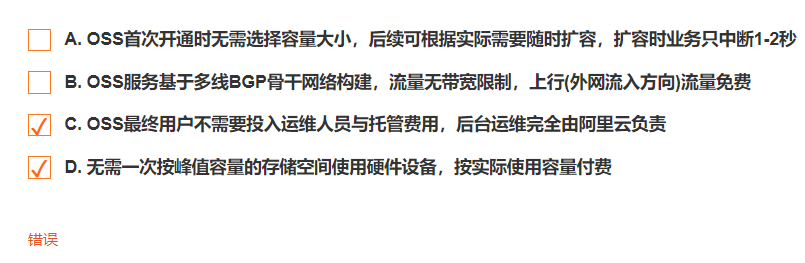 A. OSS首次开通时无需选择容量大小，后续可根据实际需要随时扩容，扩容时业务只中断1-2秒
B. OSS服务基于多线BGP骨干网络构建，流量无带宽限制，上行(外网流入方向)流量免费
C. OSS最终用户不需要投入运维人员与托管费用，后台运维完全由阿里云负责
D. 无需一次按峰值容量的存储空间使用硬件设备，按实际使用容量付费
错误